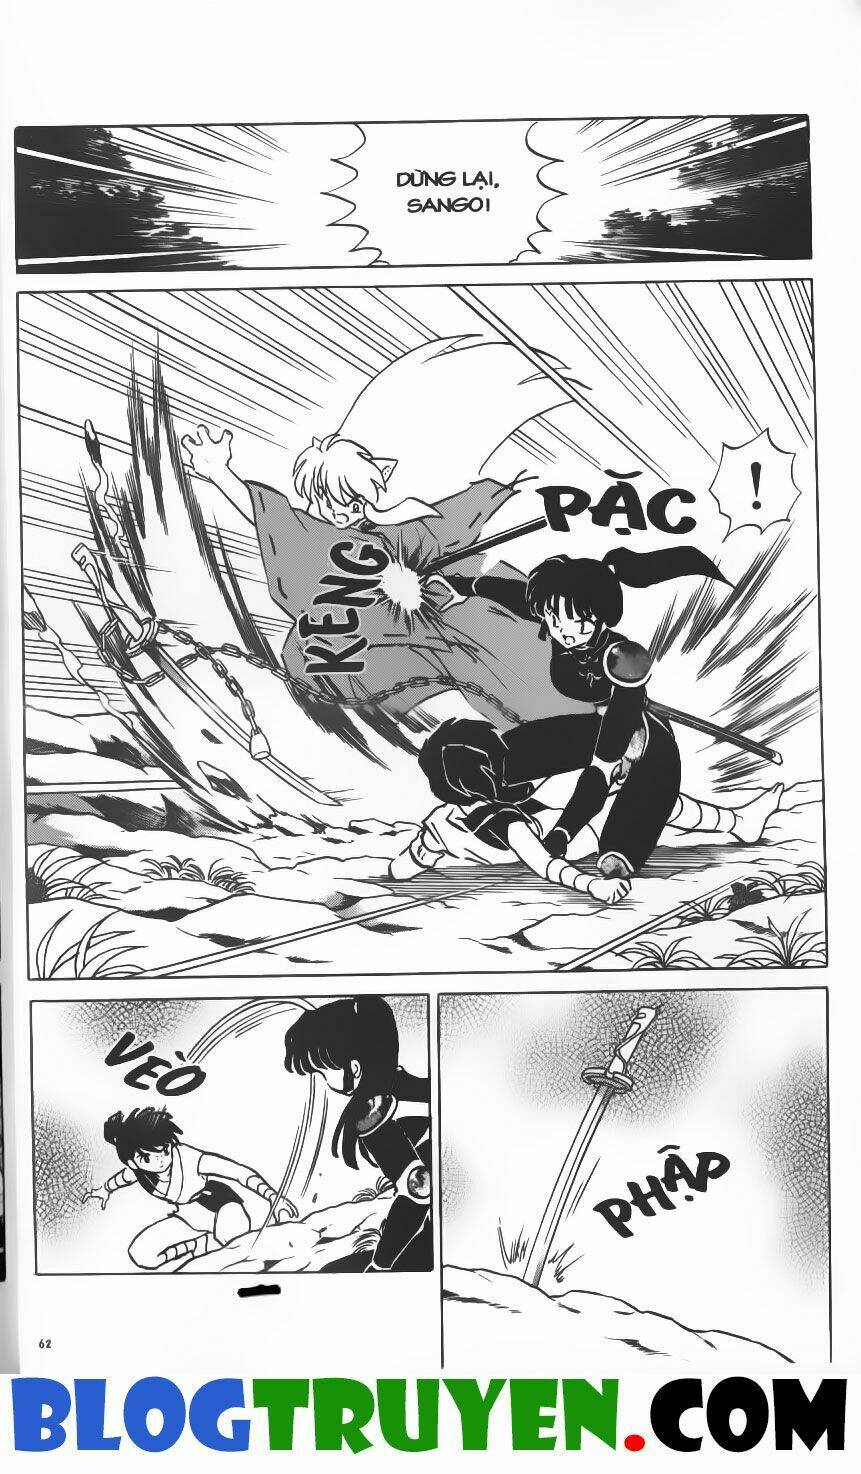 DỪNG LẠI,
SANGO!
!
PẶC
KENG
VÈO
PHẬP
62
BLOGTRUYEN.COM